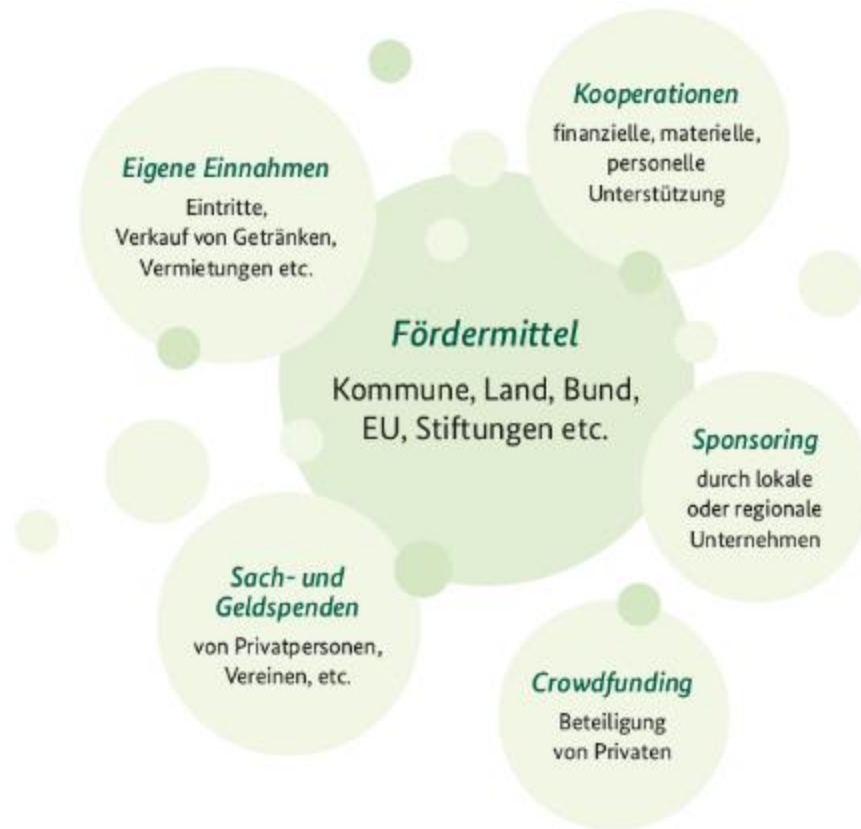 Kooperationen
finanzielle, materielle,
personelle
Unterstützung
Eigene Einnahmen
Eintritte,
Verkauf von Getränken,
Vermietungen etc.
Fördermittel
Kommune, Land, Bund,
EU, Stiftungen etc.
Sponsoring
durch lokale
oder regionale
Unternehmen
Sach- und
Geldspenden
von Privatpersonen,
Vereinen, etc.
Crowdfunding
Beteiligung
von Privaten